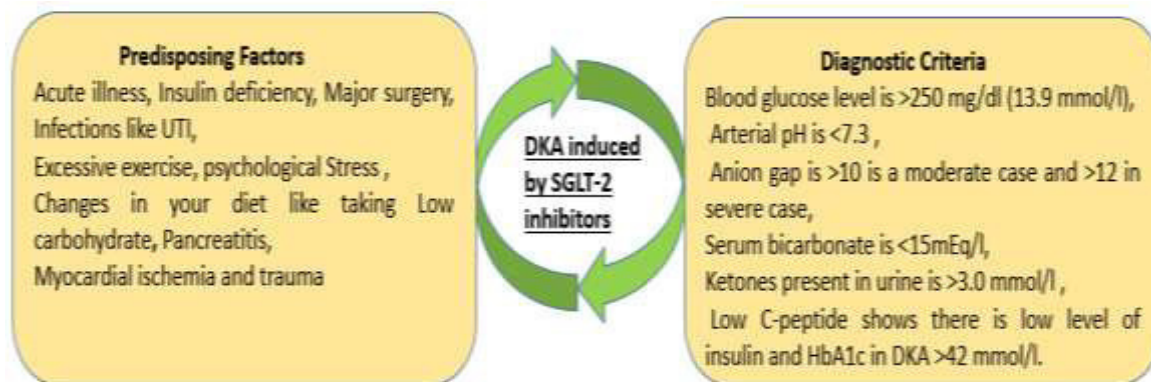 Predisposing Factors
Acute illness, Insulin deficiency, Major surgery,
Infections like UTI,
Excessive exercise, psychological Stress ,
Changes in your diet like taking Low
carbohydrate, Pancreatitis,
Myocardial ischemia and trauma
DKA induced
by SGLT-2
inhibitors
Diagnostic Criteria
Blood glucose level is >250 mg/dl (13.9 mmol/l),
Arterial pH is <7.3 ,
Anion gap is >10 is a moderate case and >12 in
severe case,
Serum bicarbonate is <15mEq/l,
Ketones present in urine is >3.0 mmol/l ,
Low C-peptide shows there is low level of
insulin and HbA1c in DKA >42 mmol/l.